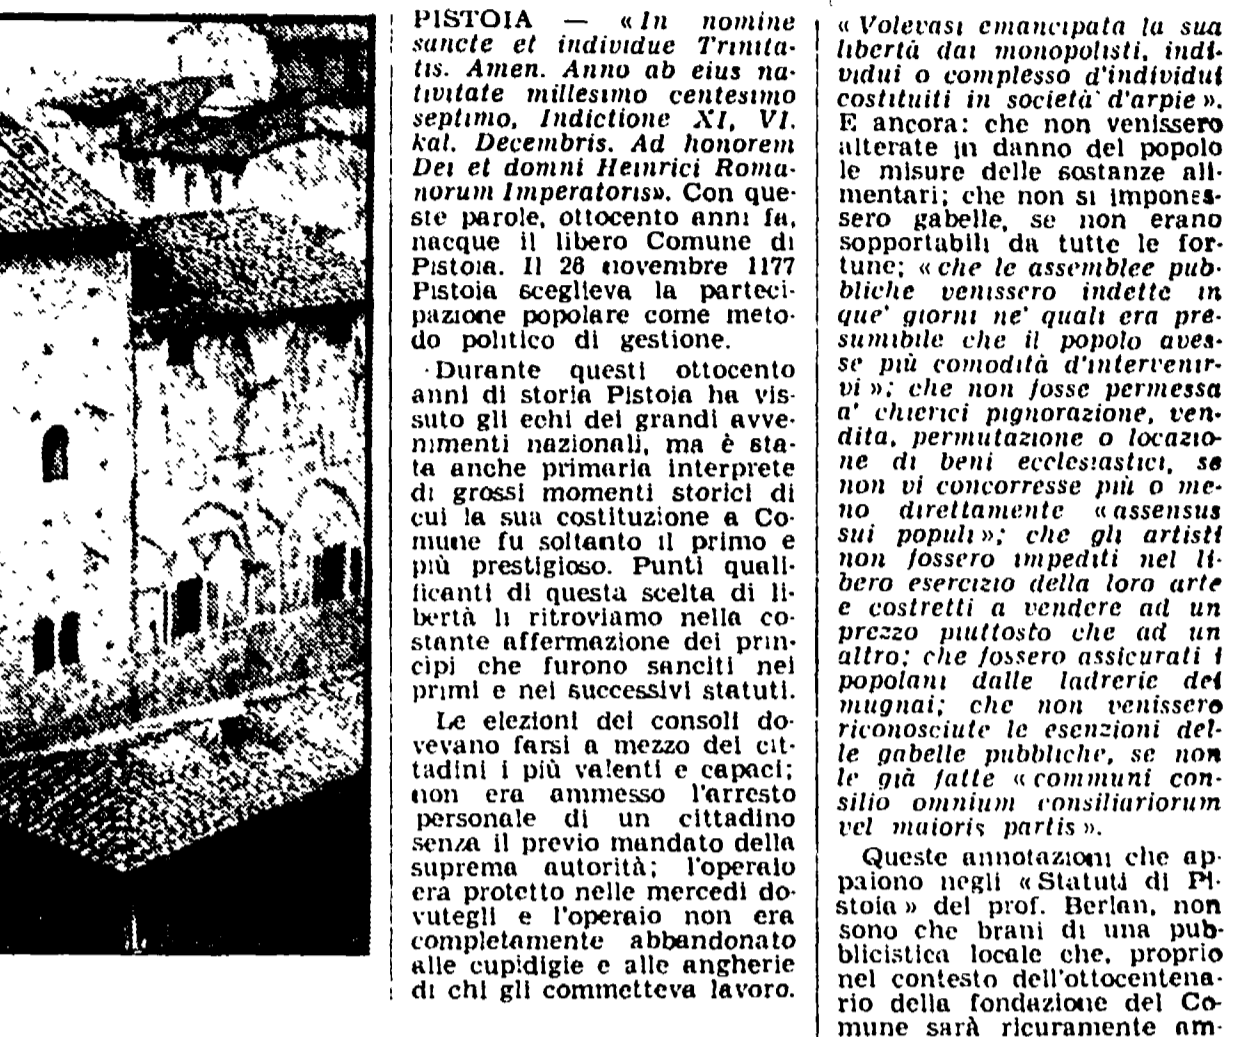 PISTOIA — «In nomine
sancte et individue Trinita-
tis. Amen. Anno ab eius na-
tivitate millesimo centesimo
septimo, Indictione XI, VI.
kal. Decembris. Ad honorem
Dei et domni Heinrici Roma-
norum Imperatoris». Con que-
ste parole, ottocento anni fa,
nacque il libero Comune di
Pistoia. Il 26 novembre 1177
Pistoia sceglieva la parteci-
pazione popolare come meto-
do politico di gestione.
Durante questi ottocento
anni di storia Pistoia ha vis-
suto gli echi dei grandi avve-
nimenti nazionali, ma è sta-
ta anche primaria interprete
di grossi momenti storici di
cui la sua costituzione a Co-
mune fu soltanto il primo e
più prestigioso. Punti quali-
ficanti di questa scelta di li-
bertà li ritroviamo nella co-
stante affermazione dei prin-
cipi che furono sanciti nei
primi e nei successivi statuti.
Le elezioni dei consoli do-
vevano farsi a mezzo dei cit-
tadini i più valenti e capaci;
non era ammesso l'arresto
personale di un cittadino
senza il previo mandato della
suprema autorità; l'operaio
era protetto nelle mercedi do-
vutegli e l'operaio non era
completamente abbandonato
alle cupidigie e alle angherie
di chi gli commetteva lavoro.
«Volevasi emancipata la sua
libertà dai monopolisti, indi-
vidui o complesso d'individui
costituiti in società d'arpie».
E ancora: che non venissero
alterate in danno del popolo
le misure delle sostanze ali-
mentari; che non si impones-
sero gabelle, se non erano
sopportabili da tutte le for-
tune; «che le assemblee pub-
bliche venissero indette in
que' giorni ne' quali era pre-
sumibile che il popolo aves-
se più comodità d'intervenir-
vi»; che non fosse permessa
a' chierici pignorazione, ven-
dita, permutazione o locazio-
ne di beni ecclesiastici, se
non vi concorresse più o me-
no direttamente «assensus
sui populi»; che gli artisti
non fossero impediti nel li-
bero esercizio della loro arte
e costretti a vendere ad un
prezzo piuttosto che ad un
altro; che fossero assicurati i
popolani dalle ladrerie dei
mugnai; che non venissero
riconosciute le esenzioni del-
le gabelle pubbliche, se non
le già fatte «communi con-
silio omnium consiliariorum
vel maioris partis».
Queste annotazioni che ap-
paiono negli «Statuti di Pi-
stoia» del prof. Berlan, non
sono che brani di una pub-
blicistica locale che, proprio
nel contesto dell'ottocentena-
rio della fondazione del Co-
mune sarà ricuramente am-